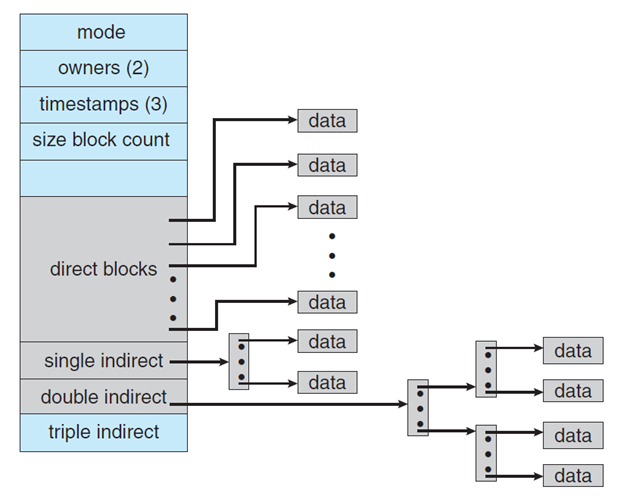 mode
owners (2)
timestamps (3)
size block count
direct blocks
single indirect
double indirect
triple indirect
data
data
data
data
data
data
data
data
data
data